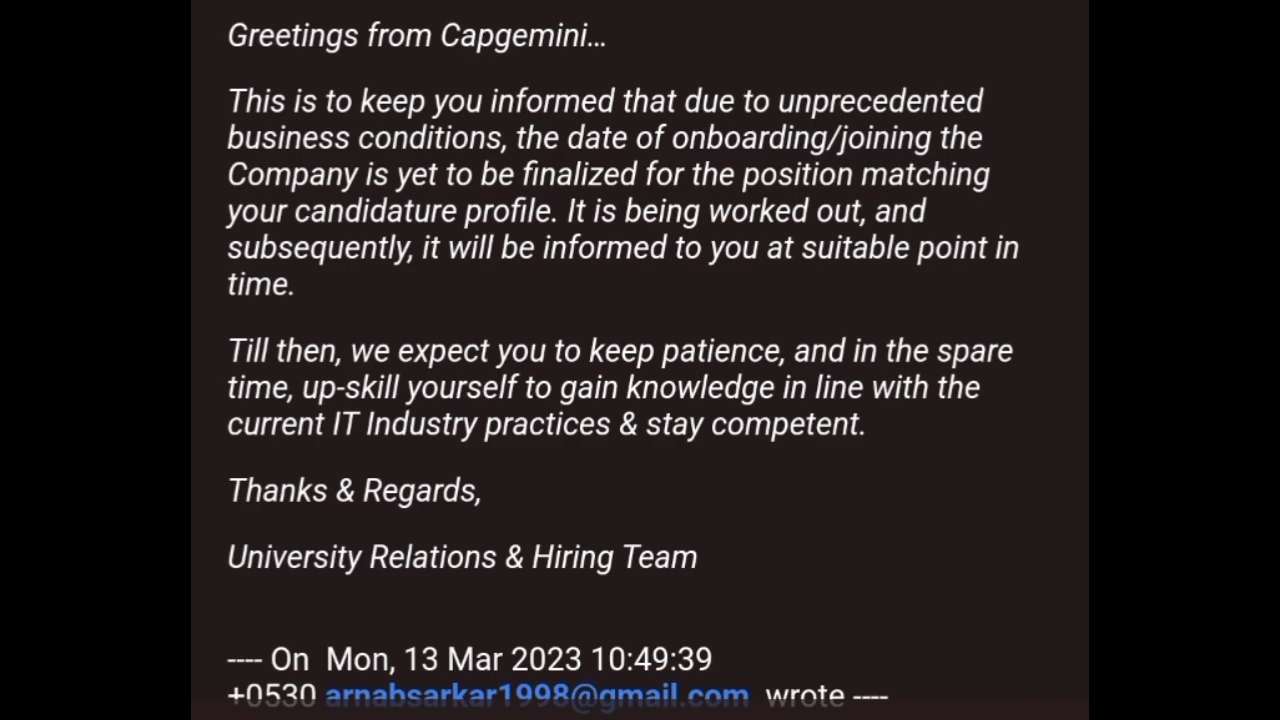 Greetings from Capgemini…
This is to keep you informed that due to unprecedented
business conditions, the date of onboarding/joining the
Company is yet to be finalized for the position matching
your candidature profile. It is being worked out, and
subsequently, it will be informed to you at suitable point in
time.
Till then, we expect you to keep patience, and in the spare
time, up-skill yourself to gain knowledge in line with the
current IT Industry practices & stay competent.
Thanks & Regards,
University Relations & Hiring Team
---- On  Mon, 13 Mar 2023 10:49:39
+0530 arnabsarkar1998@gmail.com  wrote ----